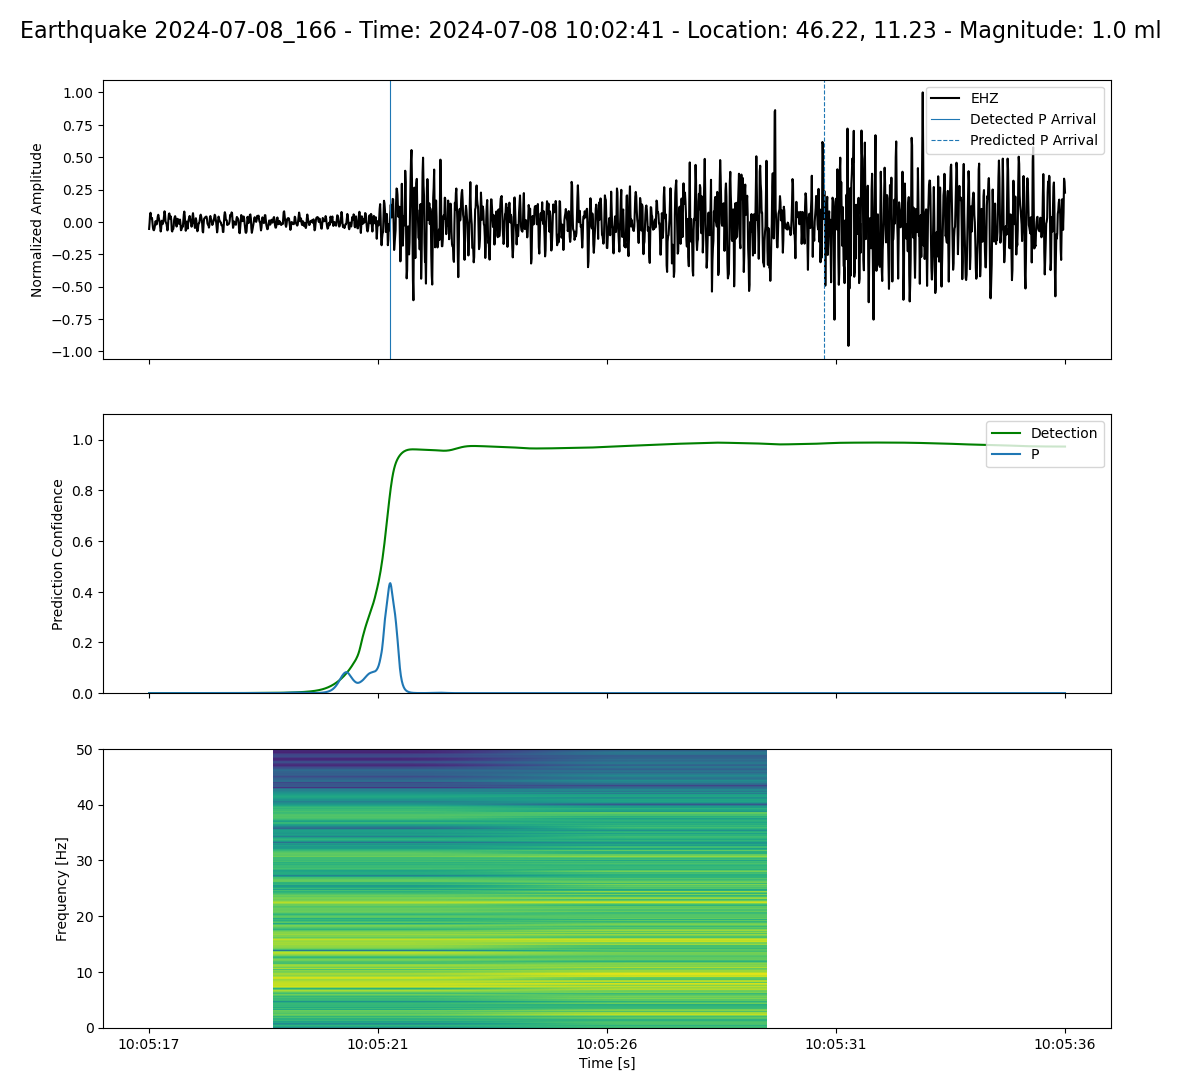 Earthquake 2024-07-08_166 - Time: 2024-07-08 10:02:41 - Location: 46.22, 11.23 - Magnitude: 1.0 ml
Normalized Amplitude
1.00
0.75
0.50
0.25
0.00
−0.25
−0.50
−0.75
−1.00
EHZ
Detected P Arrival
Predicted P Arrival
Prediction Confidence
1.0
0.8
0.6
0.4
0.2
0.0
Detection
P
Frequency [Hz]
50
40
30
20
10
0
10:05:17 10:05:21 10:05:26 10:05:31 10:05:36
Time [s]